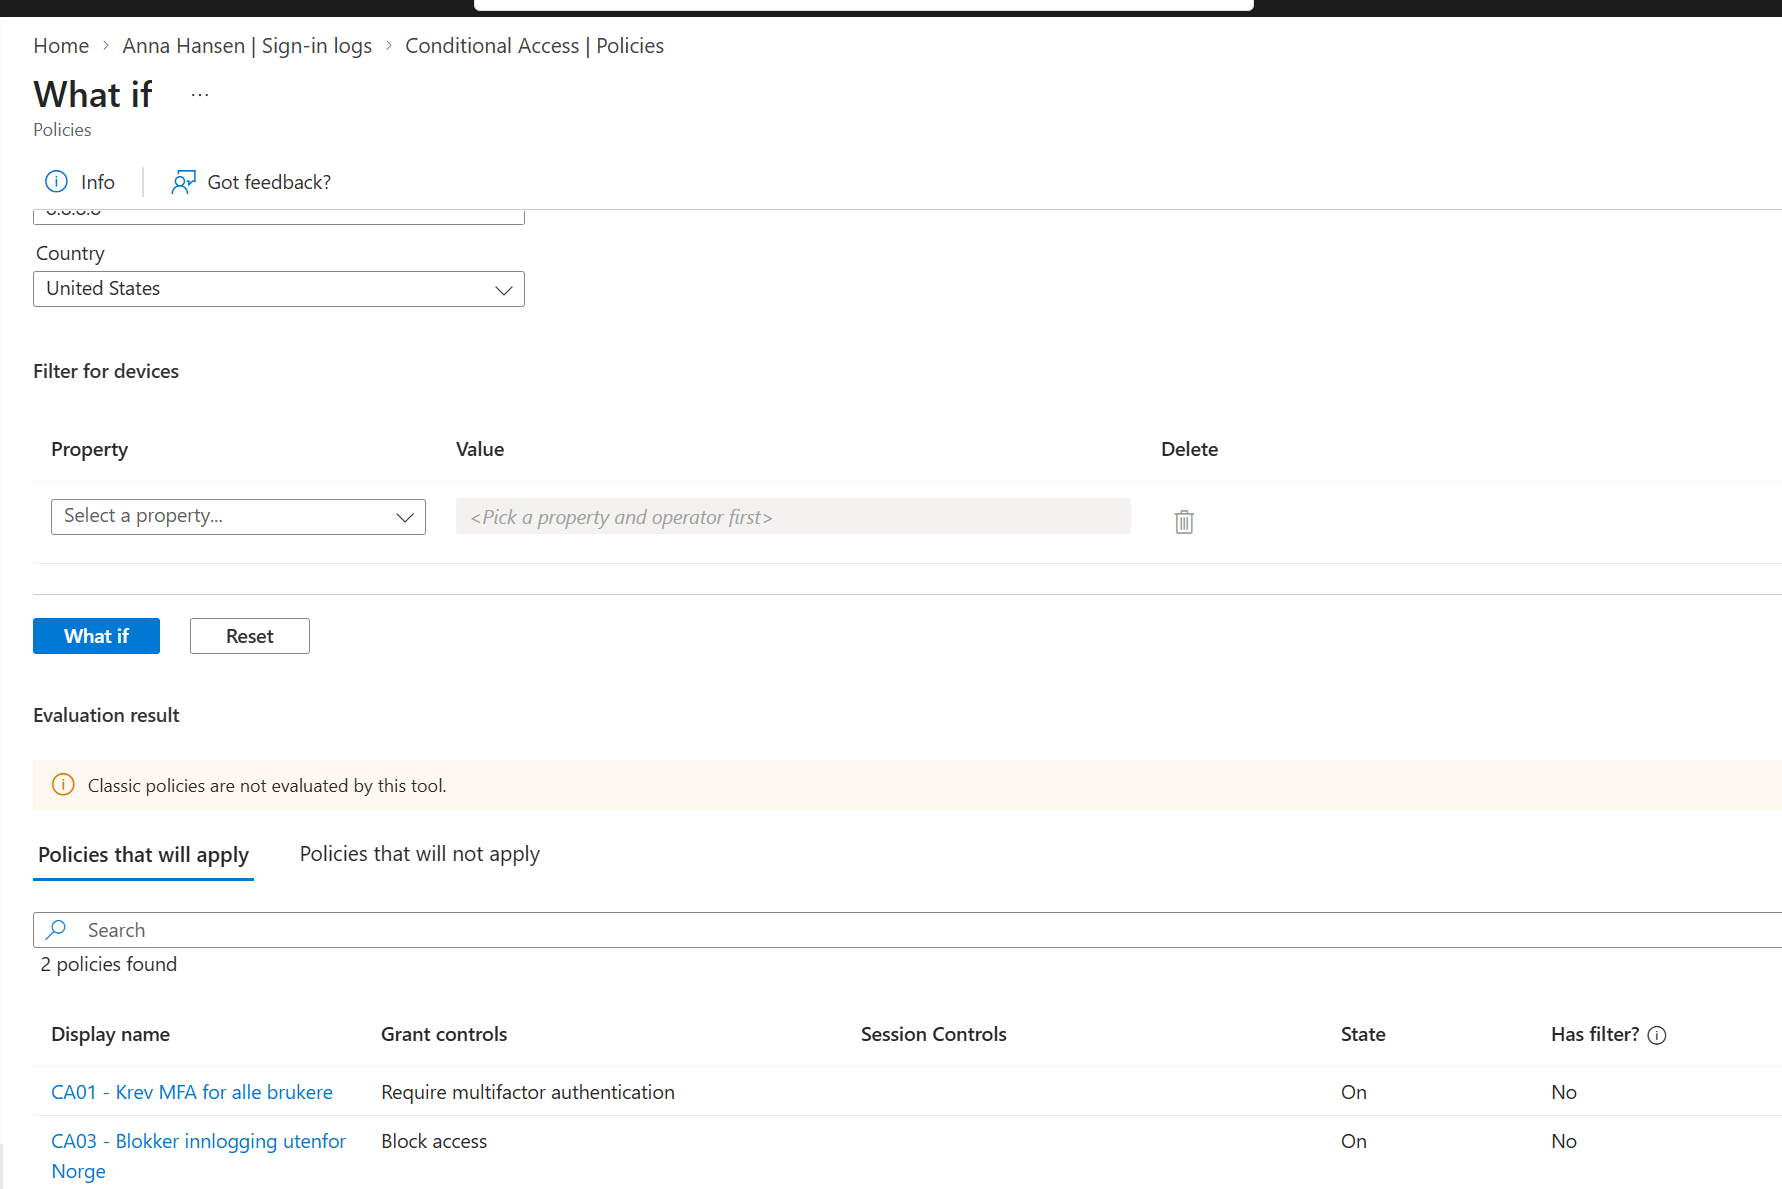 Home > Anna Hansen | Sign-in logs > Conditional Access | Policies
What if ...
Policies
Info Got feedback?
Country
United States
Filter for devices
Property Value Delete
Select a property... <Pick a property and operator first>
What if Reset
Evaluation result
Classic policies are not evaluated by this tool.
Policies that will apply Policies that will not apply
Search
2 policies found
Display name Grant controls Session Controls State Has filter?
CA01 - Krev MFA for alle brukere Require multifactor authentication On No
CA03 - Blokker innlogging utenfor Block access On No
Norge